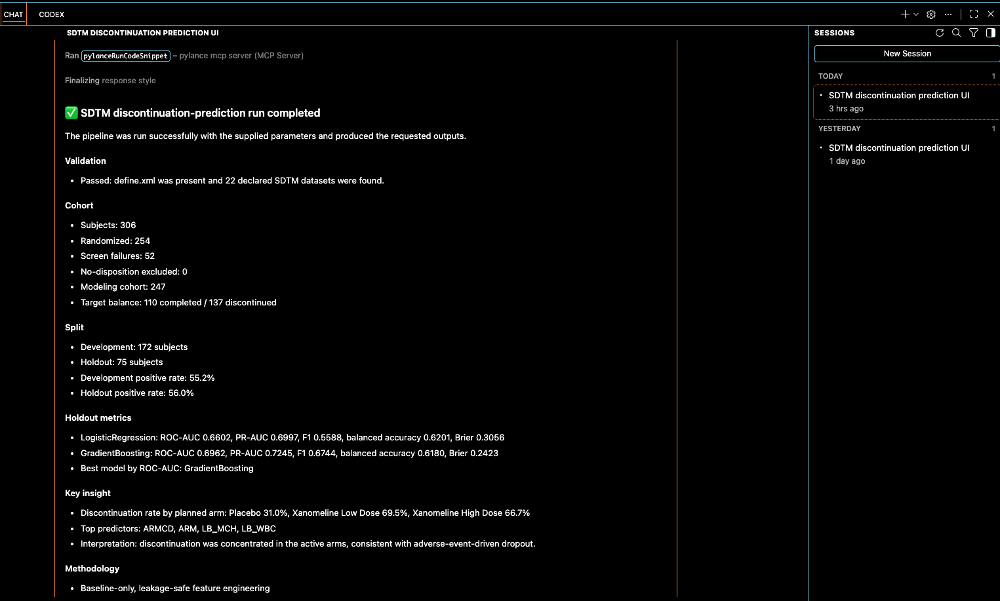 CHAT CODEX
SDTM DISCONTINUATION PREDICTION UI
Ran pylanceRunCodeSnippet – pylance mcp server (MCP Server)
Finalizing response style
✅ SDTM discontinuation-prediction run completed
The pipeline was run successfully with the supplied parameters and produced the requested outputs.
Validation
• Passed: define.xml was present and 22 declared SDTM datasets were found.
Cohort
• Subjects: 306
• Randomized: 254
• Screen failures: 52
• No-disposition excluded: 0
• Modeling cohort: 247
• Target balance: 110 completed / 137 discontinued
Split
• Development: 172 subjects
• Holdout: 75 subjects
• Development positive rate: 55.2%
• Holdout positive rate: 56.0%
Holdout metrics
• LogisticRegression: ROC-AUC 0.6602, PR-AUC 0.6997, F1 0.5588, balanced accuracy 0.6201, Brier 0.3056
• GradientBoosting: ROC-AUC 0.6962, PR-AUC 0.7245, F1 0.6744, balanced accuracy 0.6180, Brier 0.2423
• Best model by ROC-AUC: GradientBoosting
Key insight
• Discontinuation rate by planned arm: Placebo 31.0%, Xanomeline Low Dose 69.5%, Xanomeline High Dose 66.7%
• Top predictors: ARMCD, ARM, LB_MCH, LB_WBC
• Interpretation: discontinuation was concentrated in the active arms, consistent with adverse-event-driven dropout.
Methodology
• Baseline-only, leakage-safe feature engineering
SESSIONS
New Session
TODAY 1
• SDTM discontinuation prediction UI
3 hrs ago
YESTERDAY 1
• SDTM discontinuation prediction UI
1 day ago